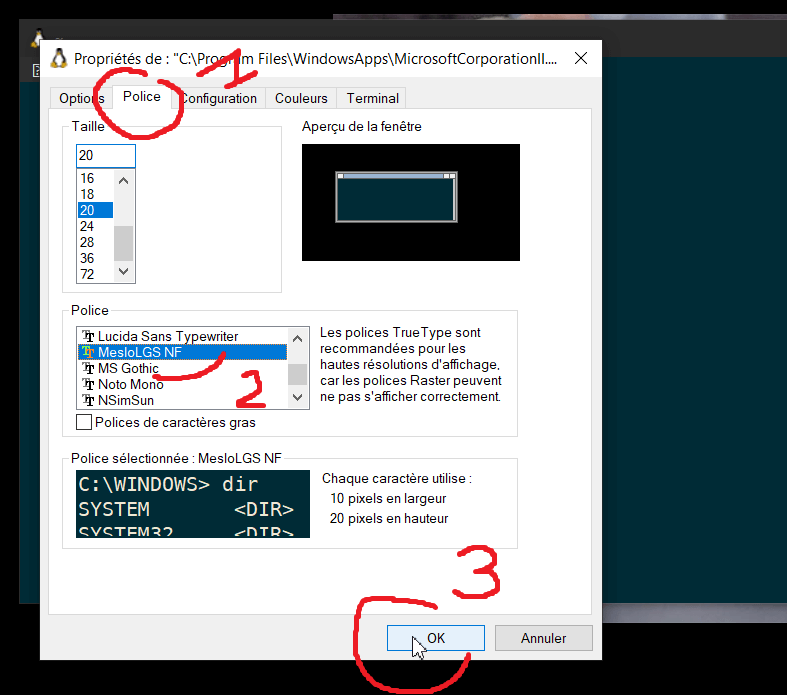 Propriétés de : "C:\Program Files\WindowsApps\MicrosoftCorporationII....
1
Options Police Configuration Couleurs Terminal
Taille
20
16
18
20
24
28
36
72
Aperçu de la fenêtre
Police
Lucida Sans Typewriter
MesloLGS NF
MS Gothic
Noto Mono
NSimSun
2
Les polices TrueType sont
recommandées pour les
hautes résolutions d'affichage,
car les polices Raster peuvent
ne pas s'afficher correctement.
Polices de caractères gras
Police sélectionnée : MesloLGS NF
C:\WINDOWS> dir
SYSTEM <DIR>
SYSTEM32 <DIR>
Chaque caractère utilise :
10 pixels en largeur
20 pixels en hauteur
3
OK Annuler